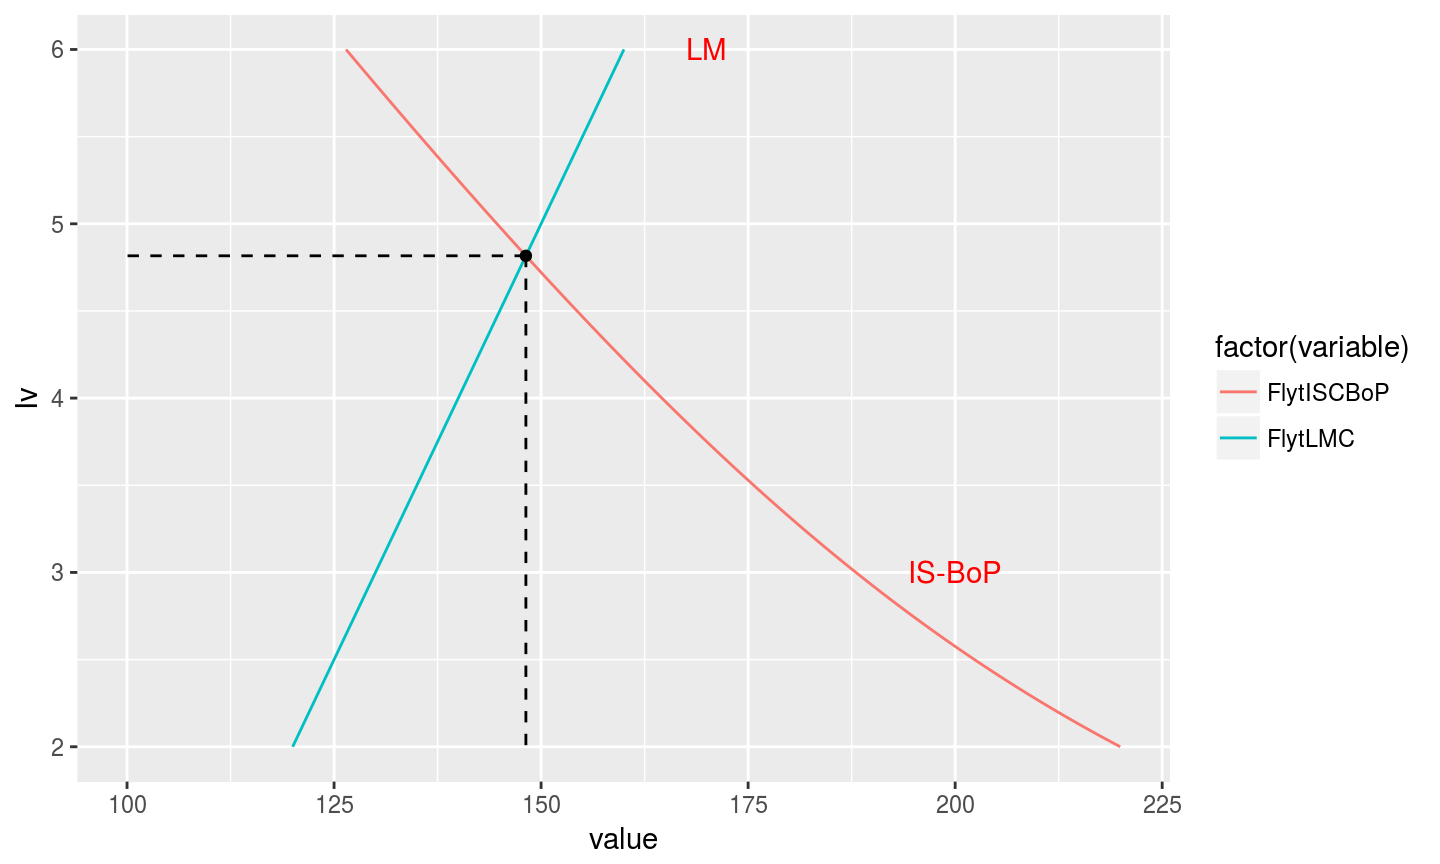 6
5
4
3
2
Iv
LM
IS-BoP
100 125 150 175 200 225
value
factor(variable)
FlytISCBoP
FlytLMC